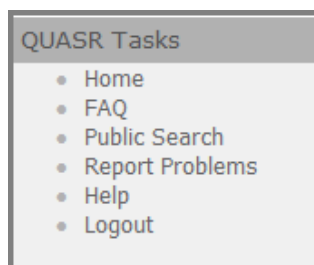 QUASR Tasks
Home
FAQ
Public Search
Report Problems
Help
Logout